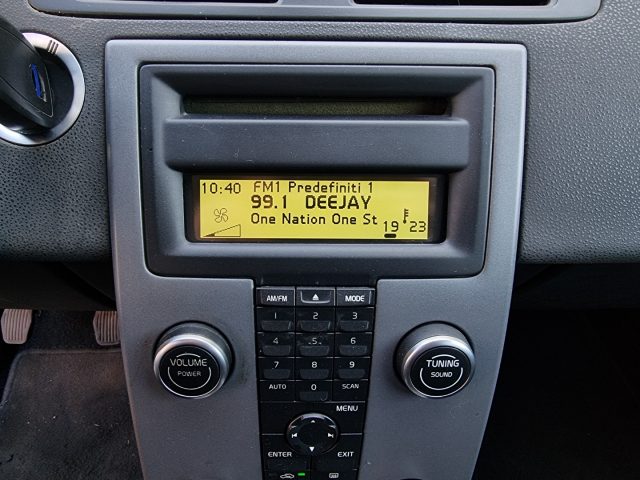 10:40 FM1 Predefiniti 1
99.1 DEEJAY
One Nation One St
19 23
AM/FM MODE
1 2 3
4 5 6
7 8 9
AUTO 0 SCAN
MENU
ENTER EXIT
VOLUME
POWER
TUNING
SOUND